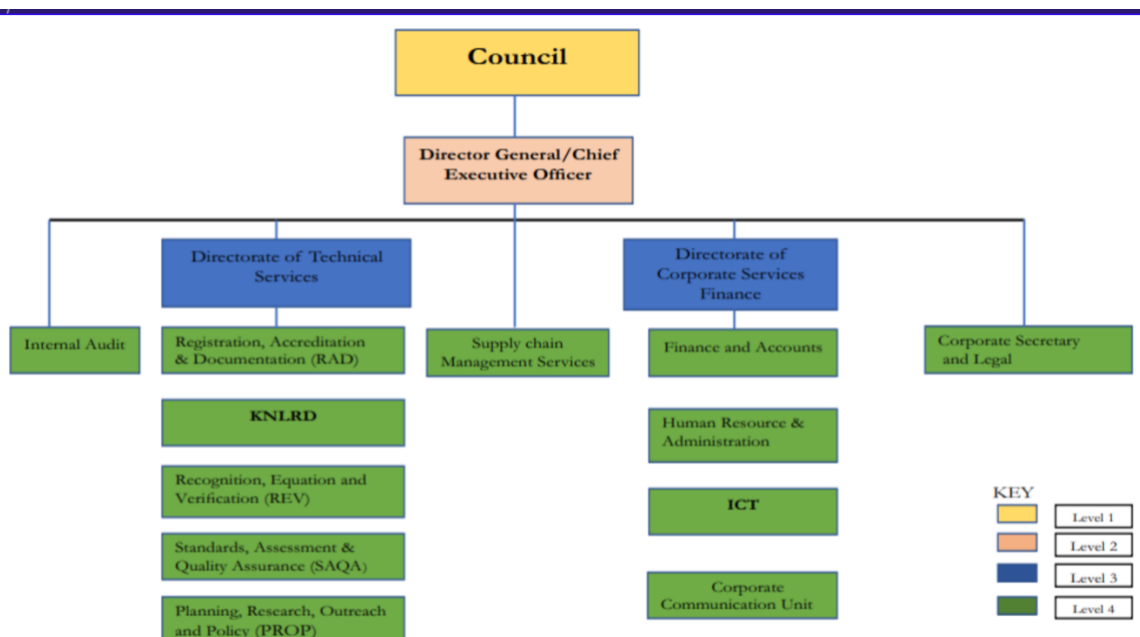 Council
Director General/Chief
Executive Officer
Directorate of Technical
Services
Directorate of
Corporate Services
Finance
Internal Audit
Registration, Accreditation
& Documentation (RAD)
Supply chain
Management Services
Finance and Accounts
Corporate Secretary
and Legal
KNLRD
Human Resource &
Administration
Recognition, Equation and
Verification (REV)
ICT
Standards, Assessment &
Quality Assurance (SAQA)
Corporate
Communication Unit
Planning, Research, Outreach
and Policy (PROP)
KEY
Level 1
Level 2
Level 3
Level 4